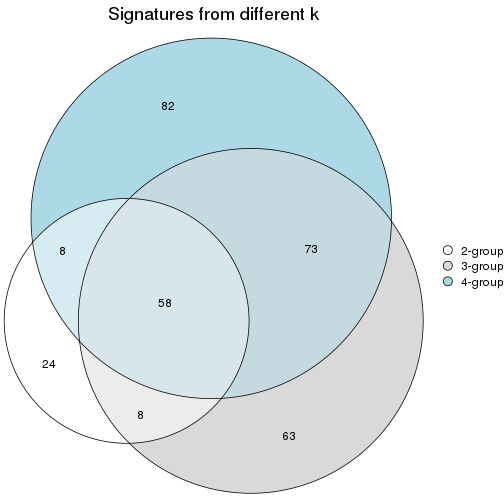 Signatures from different k
82
8
73
2-group
3-group
4-group
58
24
8
63